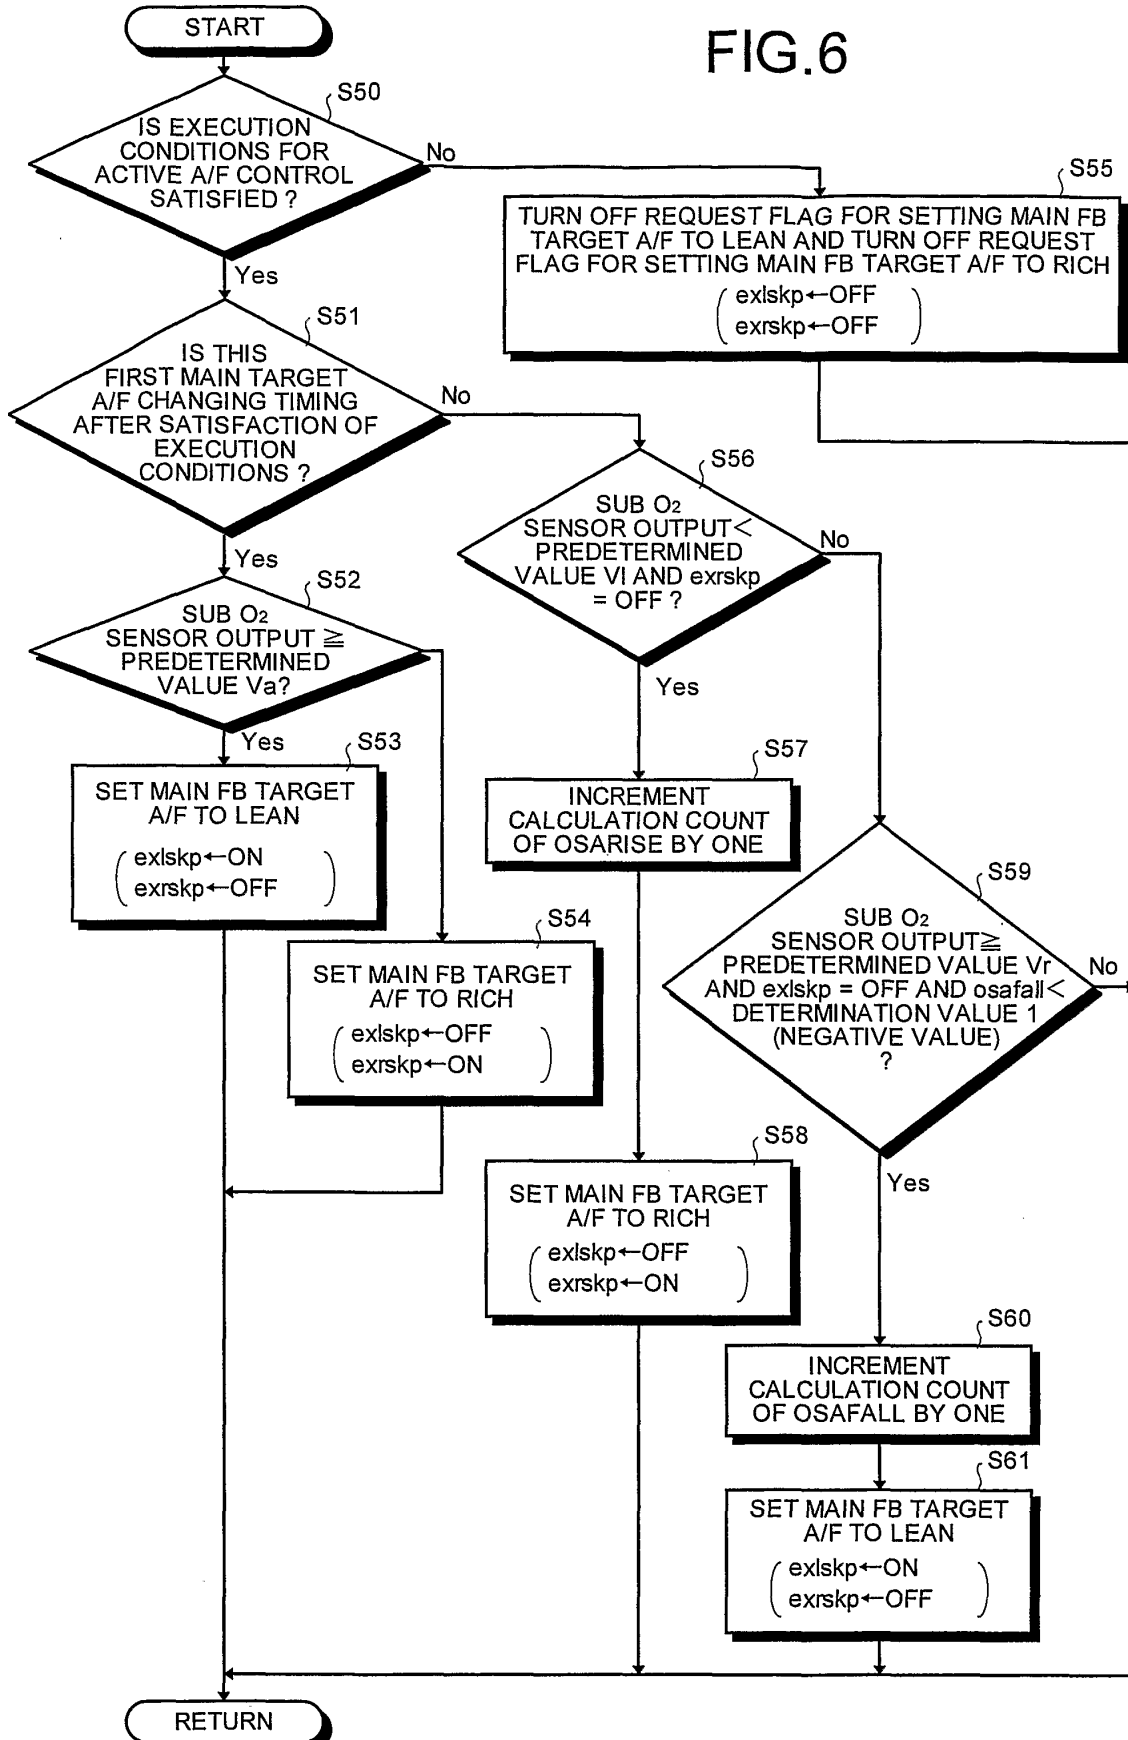 FIG.6
START
S50
IS EXECUTION
CONDITIONS FOR
ACTIVE A/F CONTROL
SATISFIED ?
No
Yes
S55
TURN OFF REQUEST FLAG FOR SETTING MAIN FB
TARGET A/F TO LEAN AND TURN OFF REQUEST
FLAG FOR SETTING MAIN FB TARGET A/F TO RICH
( exlskp←OFF
exrskp←OFF )
S51
IS THIS
FIRST MAIN TARGET
A/F CHANGING TIMING
AFTER SATISFACTION OF
EXECUTION
CONDITIONS ?
No
Yes
S56
SUB O2
SENSOR OUTPUT<
PREDETERMINED
VALUE Vl AND exrskp
= OFF ?
No
Yes
S52
SUB O2
SENSOR OUTPUT ≧
PREDETERMINED
VALUE Va?
Yes
S53
SET MAIN FB TARGET
A/F TO LEAN
( exlskp←ON
exrskp←OFF )
S54
SET MAIN FB TARGET
A/F TO RICH
( exlskp←OFF
exrskp←ON )
S57
INCREMENT
CALCULATION COUNT
OF OSARISE BY ONE
S58
SET MAIN FB TARGET
A/F TO RICH
( exlskp←OFF
exrskp←ON )
S59
SUB O2
SENSOR OUTPUT≧
PREDETERMINED VALUE Vr
AND exlskp = OFF AND osafall<
DETERMINATION VALUE 1
(NEGATIVE VALUE)
?
No
Yes
S60
INCREMENT
CALCULATION COUNT
OF OSAFALL BY ONE
S61
SET MAIN FB TARGET
A/F TO LEAN
( exlskp←ON
exrskp←OFF )
RETURN